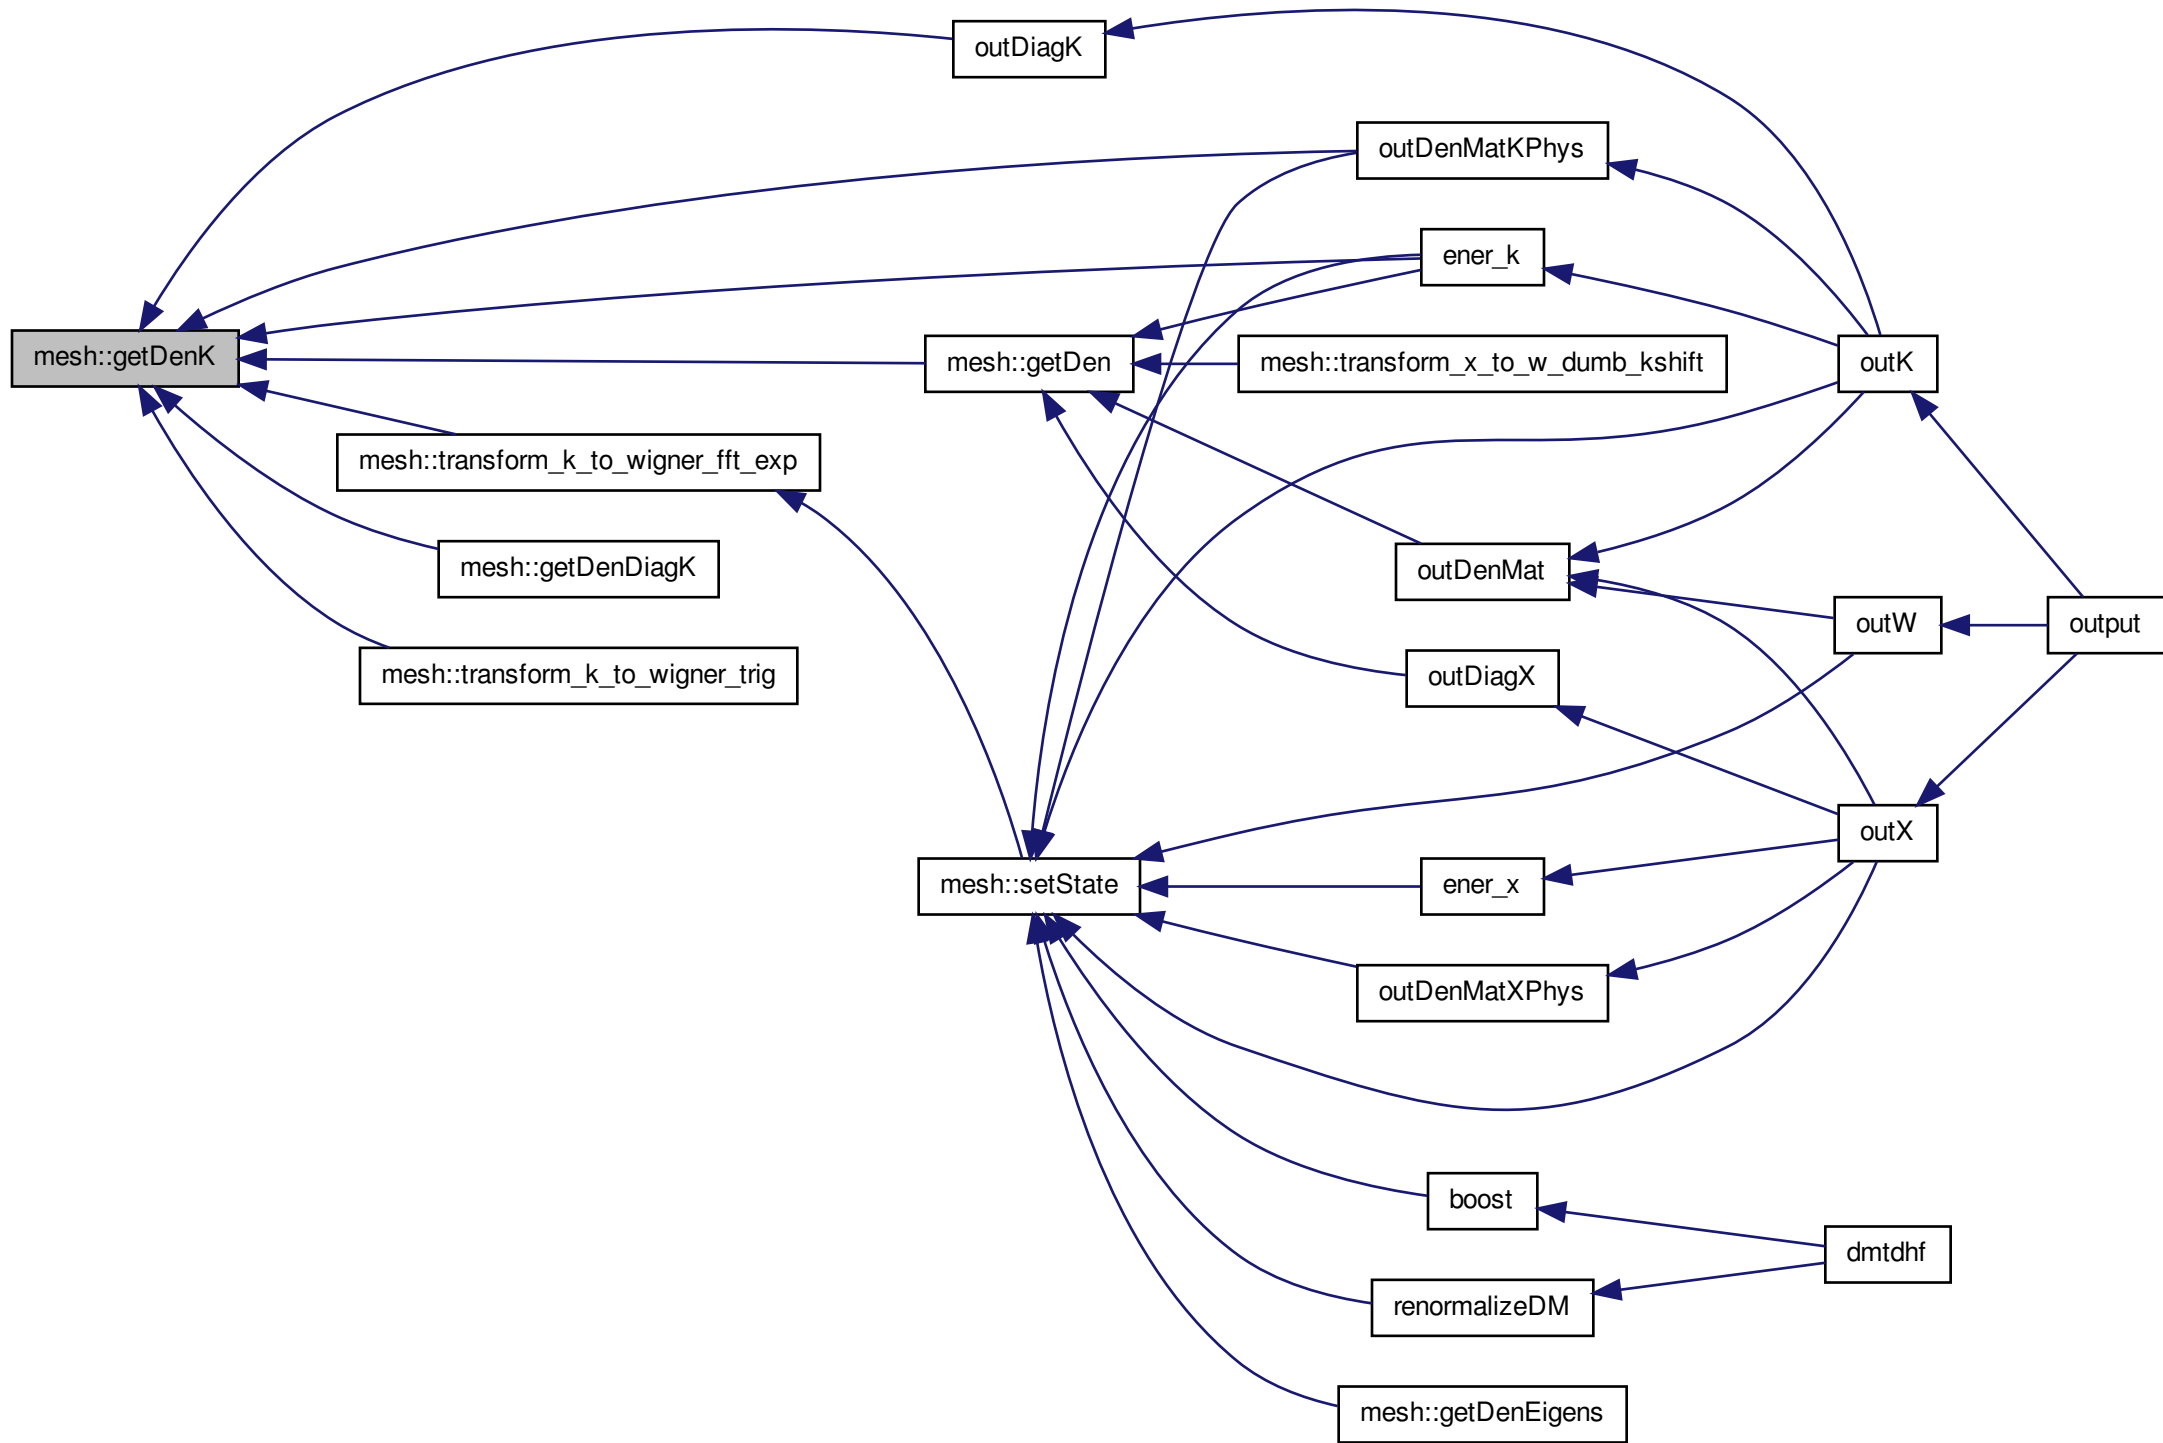 outDiagK
outDenMatKPhys
ener_k
mesh::getDenK
mesh::getDen
mesh::transform_x_to_w_dumb_kshift
outK
mesh::transform_k_to_wigner_fft_exp
mesh::getDenDiagK
outDenMat
outW
output
mesh::transform_k_to_wigner_trig
outDiagX
outX
mesh::setState
ener_x
outDenMatXPhys
boost
dmtdhf
renormalizeDM
mesh::getDenEigens